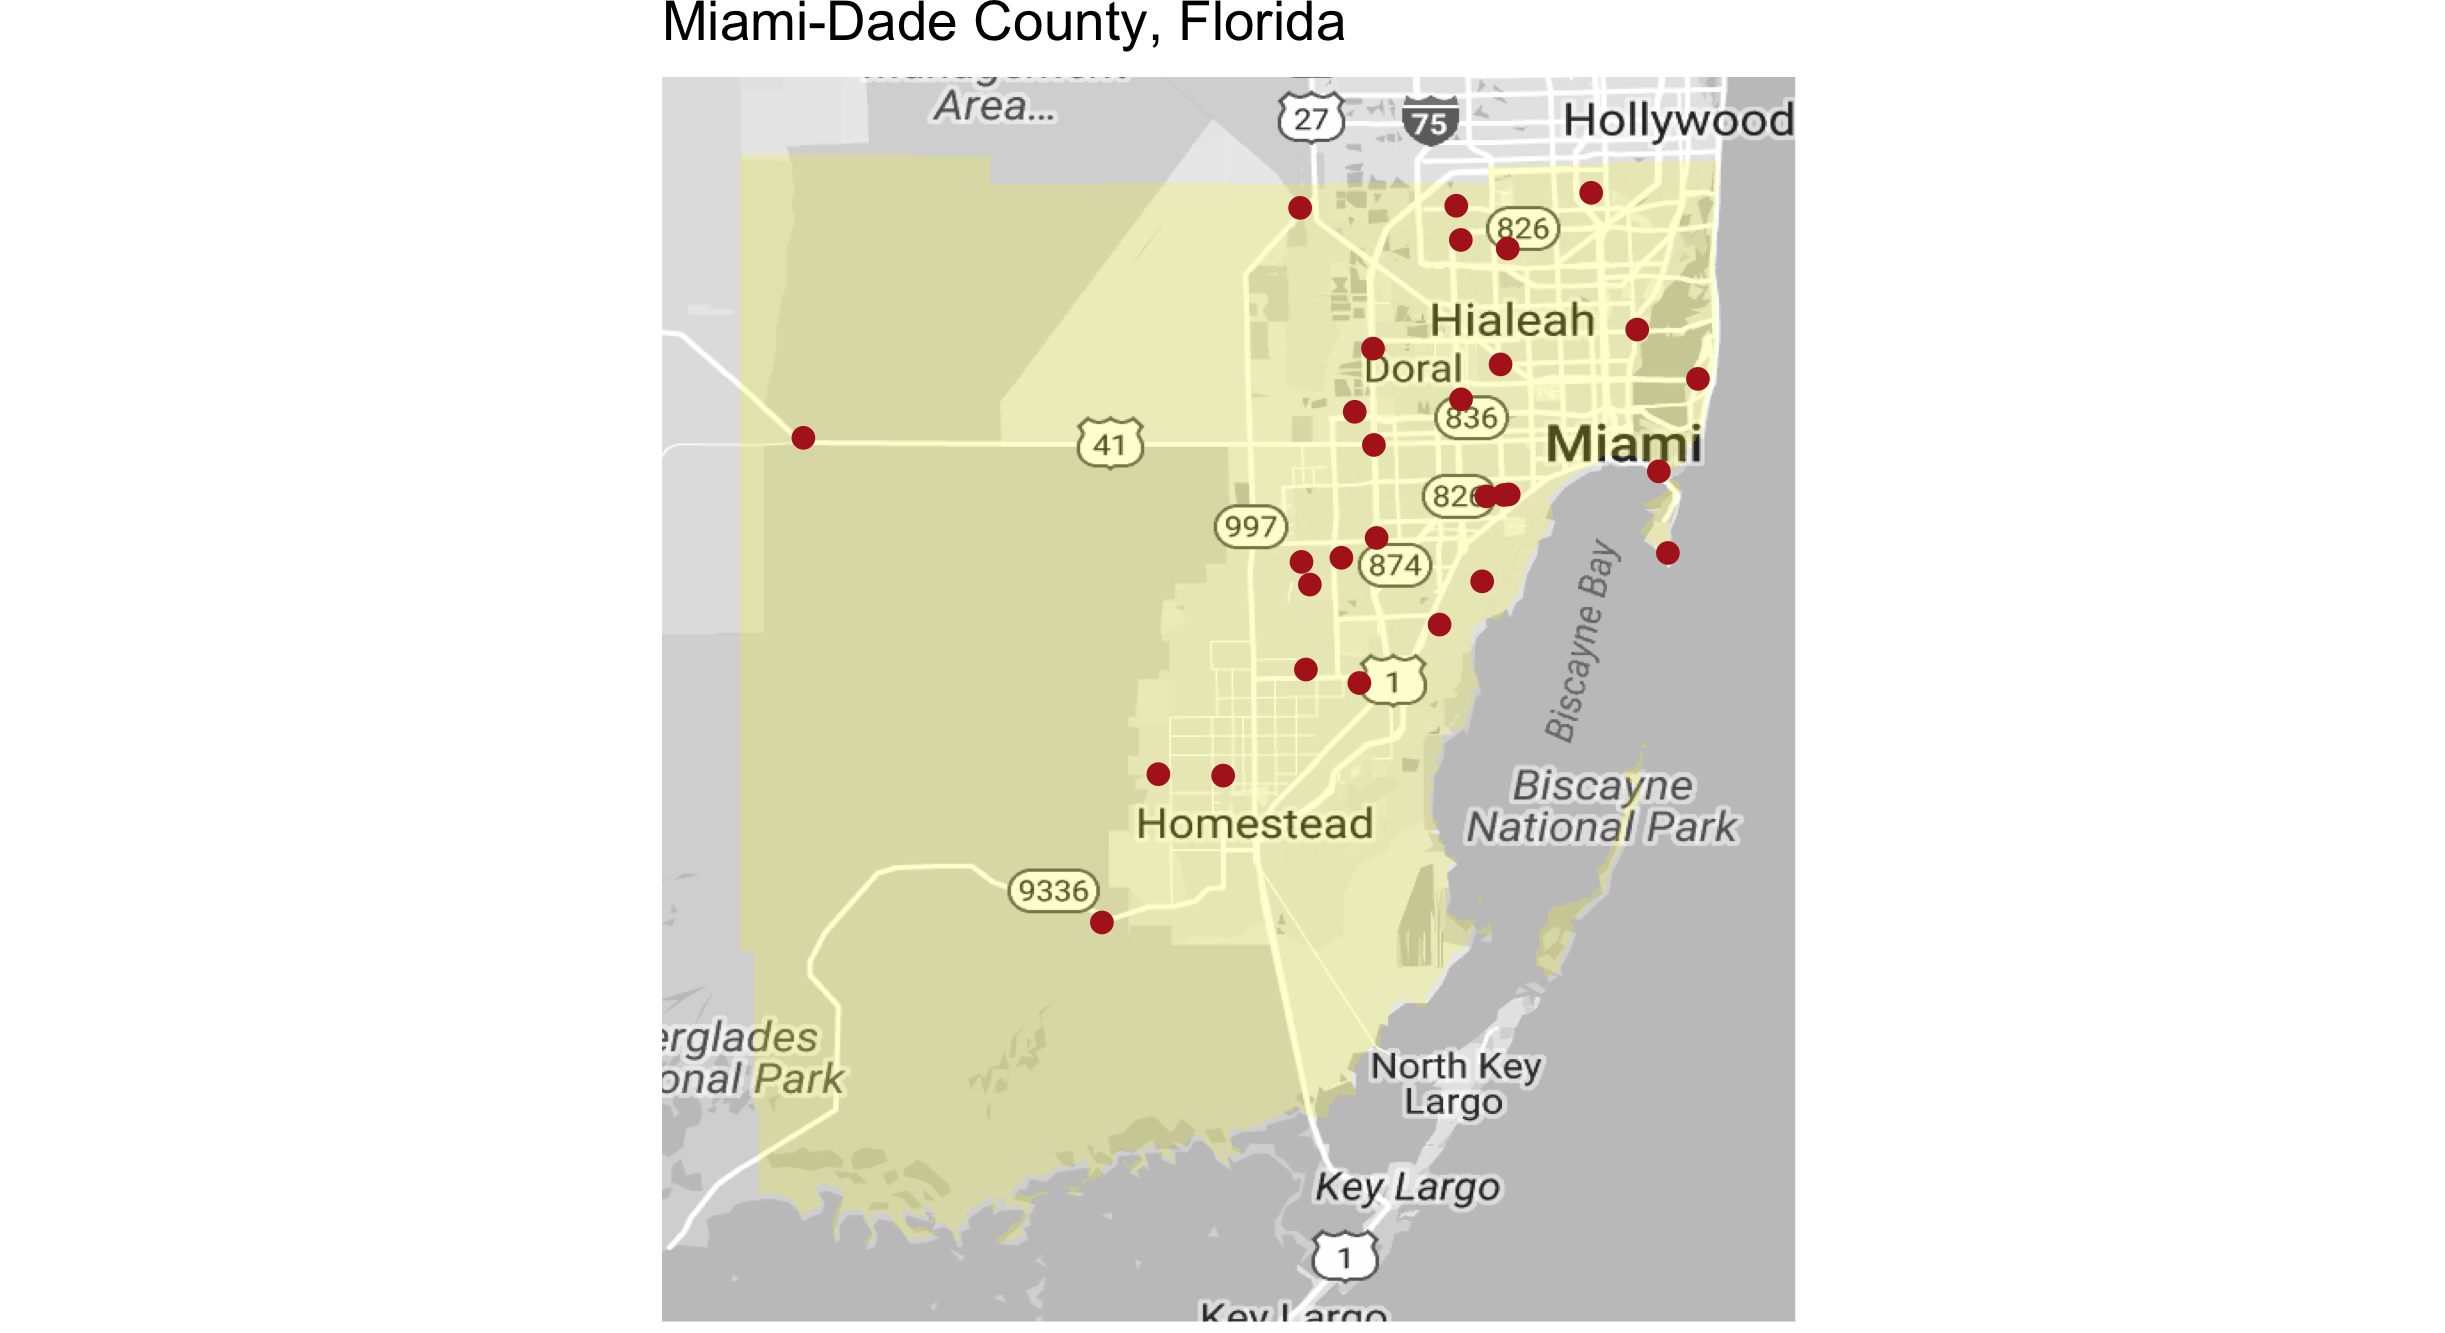 Miami-Dade County, Florida
Management
Area...
27
75
Hollywood
826
Hialeah
Doral
836
41
Miami
826
997
874
Biscayne Bay
1
Biscayne
National Park
Homestead
9336
erglades
onal Park
North Key
Largo
Key Largo
1
Key Largo